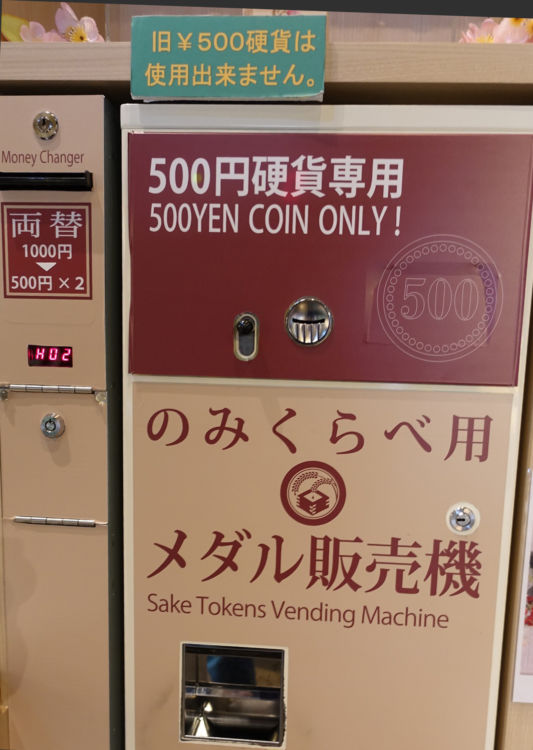 旧￥500硬貨は
使用出来ません。
Money Changer
両替
1000円
500円×2
H02
500円硬貨専用
500YEN COIN ONLY!
500
のみくらべ用
メダル販売機
Sake Tokens Vending Machine